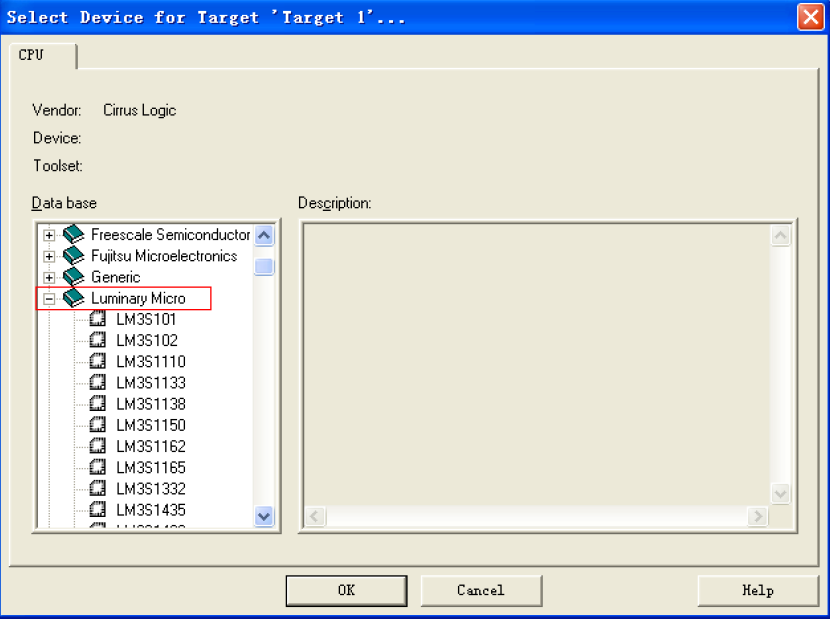 Select Device for Target 'Target 1'...
CPU
Vendor: Cirrus Logic
Device:
Toolset:
Data base
Description:
Freescale Semiconductor
Fujitsu Microelectronics
Generic
Luminary Micro
LM3S101
LM3S102
LM3S1110
LM3S1133
LM3S1138
LM3S1150
LM3S1162
LM3S1165
LM3S1332
LM3S1435
OK
Cancel
Help